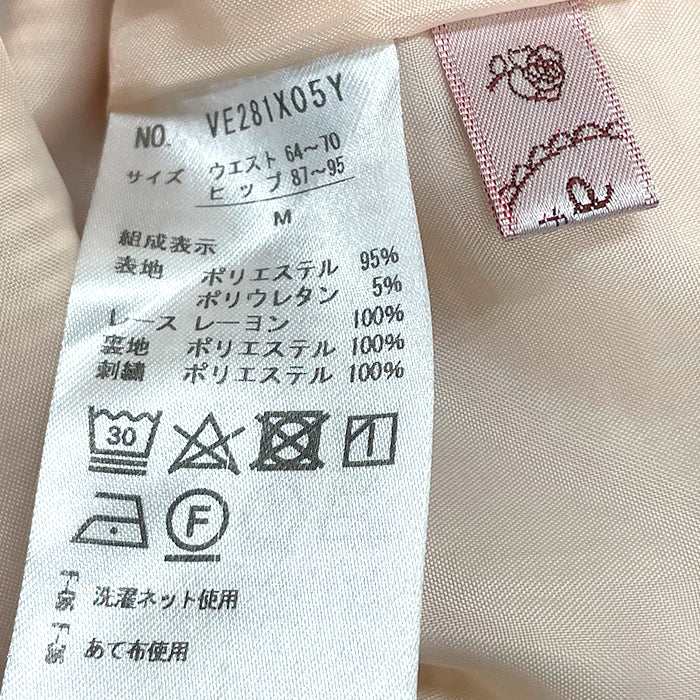 NO. VE281X05Y
サイズ ウエスト 64〜70
ヒップ 87〜95
M
組成表示
表地 ポリエステル 95%
ポリウレタン 5%
レース レーヨン 100%
裏地 ポリエステル 100%
刺繍 ポリエステル 100%
30
F
洗濯ネット使用
あて布使用